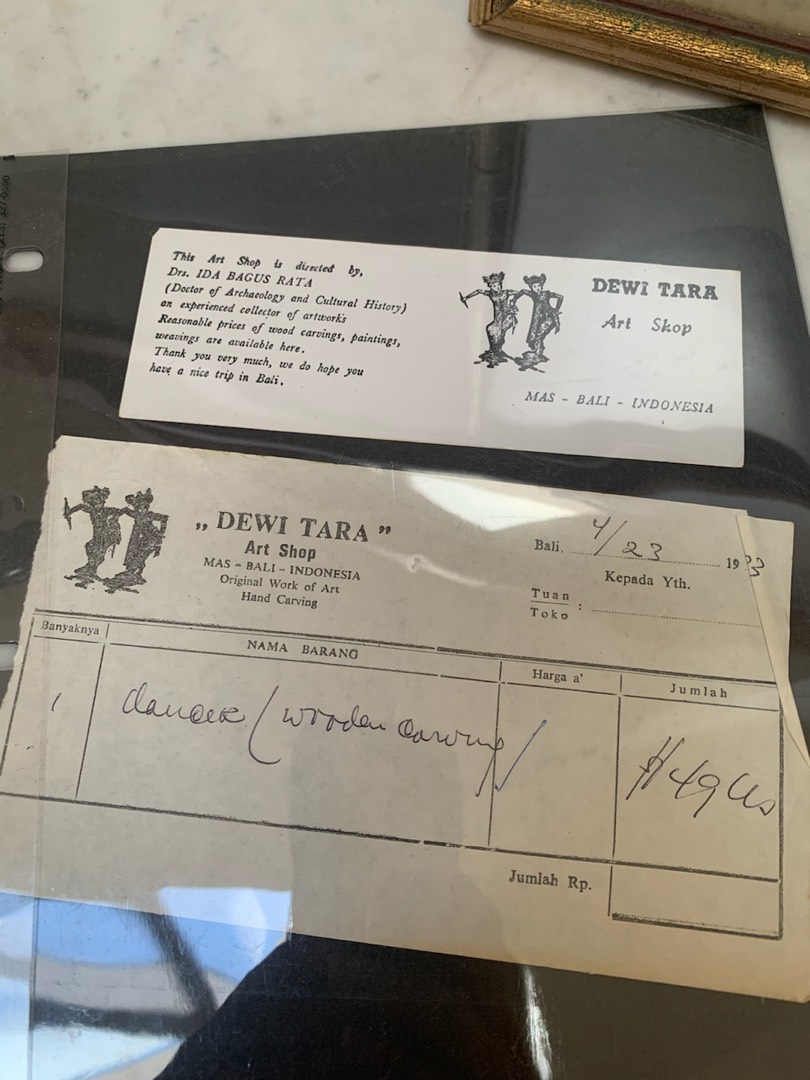 This Art Shop is directed by,
Drs. IDA BAGUS RATA
(Doctor of Archaeology and Cultural History)
an experienced collector of artworks
Reasonable prices of wood carvings, paintings,
weavings are available here.
Thank you very much, we do hope you
have a nice trip in Bali.
DEWI TARA
Art Shop
MAS - BALI - INDONESIA
„ DEWI TARA ”
Art Shop
MAS - BALI - INDONESIA
Original Work of Art
Hand Carving
Bali, 4/23 19
Kepada Yth.
Tuan
Toko :
Banyaknya NAMA BARANG Harga a' Jumlah
1 dancer (wooden carving) $ 49 US
Jumlah Rp.